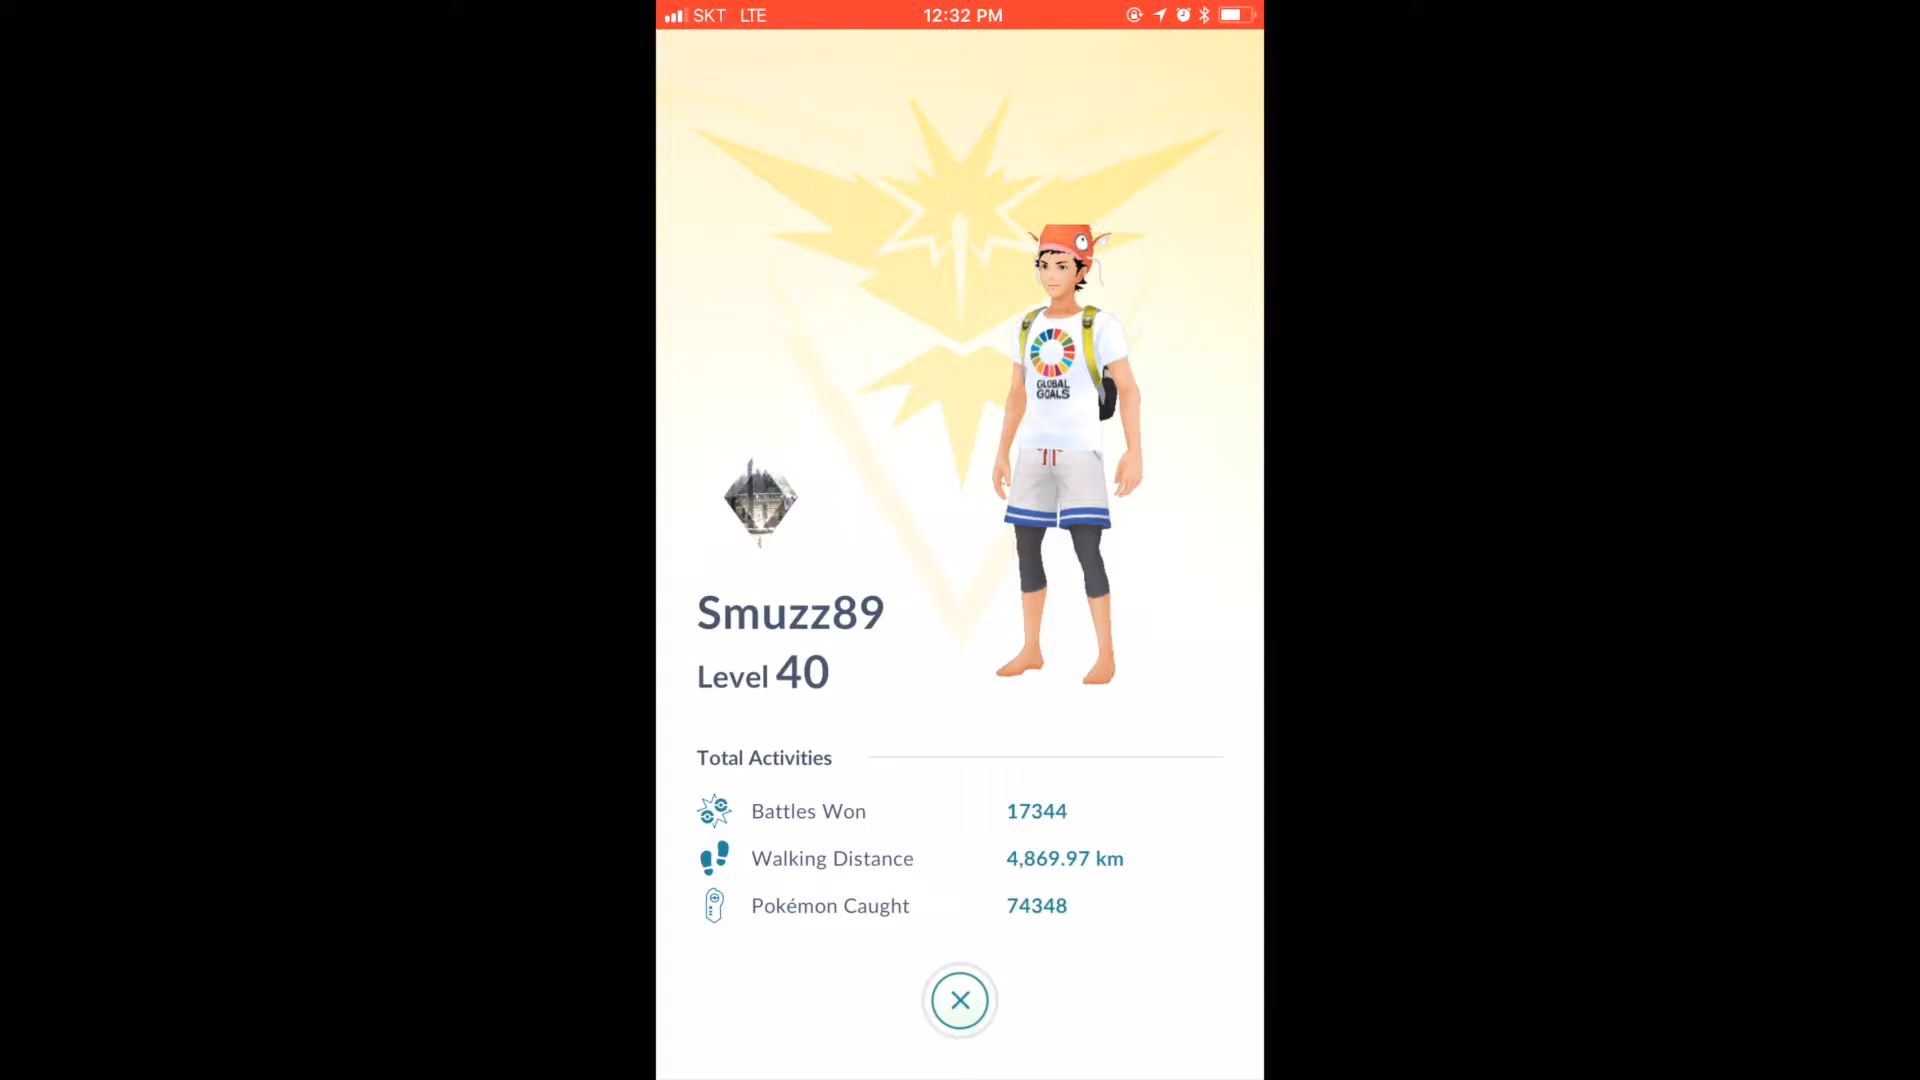 SKT LTE 12:32 PM
GLOBAL
GOALS
Smuzz89
Level 40
Total Activities
Battles Won 17344
Walking Distance 4,869.97 km
Pokémon Caught 74348